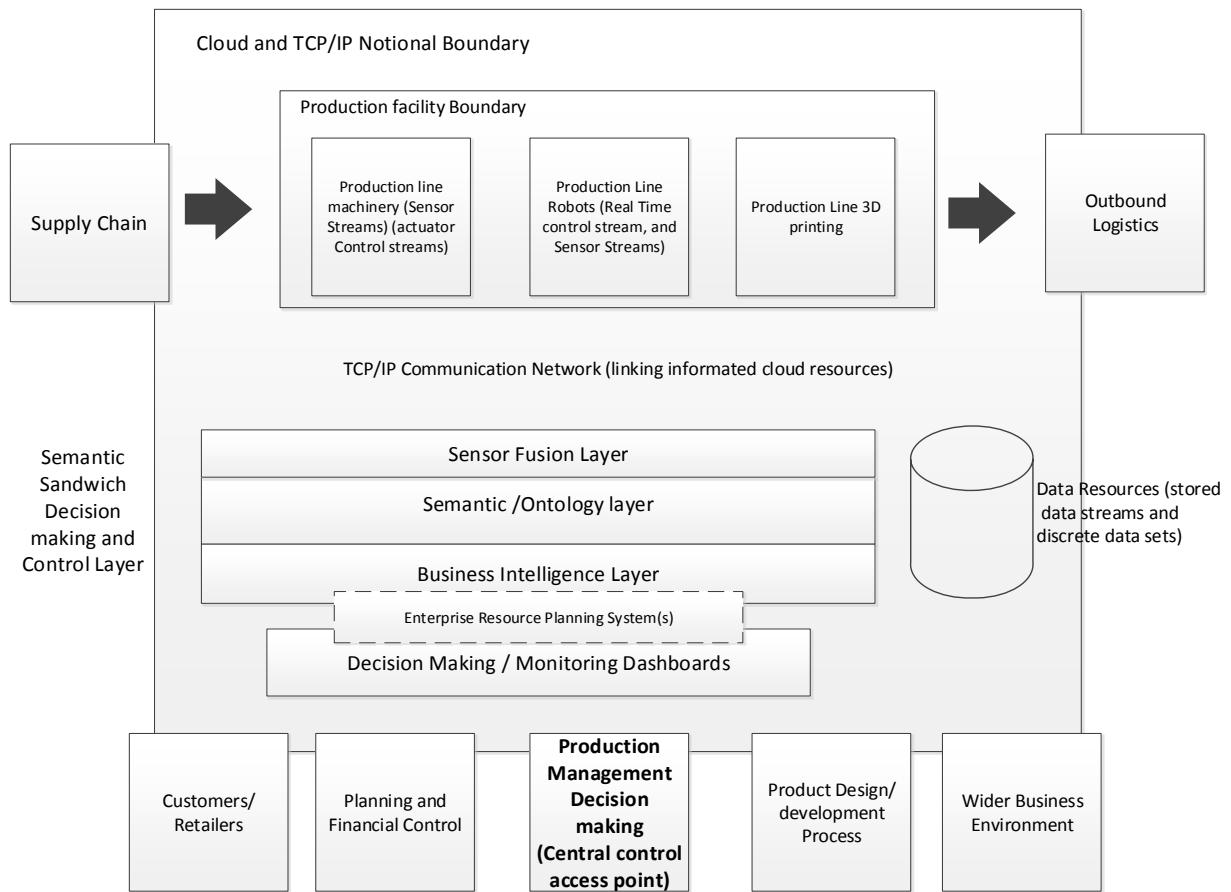 Cloud and TCP/IP Notional Boundary
Production facility Boundary
Supply Chain
Production line
machinery (Sensor
Streams) (actuator
Control streams)
Production Line
Robots (Real Time
control stream, and
Sensor Streams)
Production Line 3D
printing
Outbound
Logistics
TCP/IP Communication Network (linking informated cloud resources)
Semantic
Sandwich
Decision
making and
Control Layer
Sensor Fusion Layer
Semantic /Ontology layer
Business Intelligence Layer
Enterprise Resource Planning System(s)
Decision Making / Monitoring Dashboards
Data Resources (stored
data streams and
discrete data sets)
Customers/
Retailers
Planning and
Financial Control
Production
Management
Decision
making
(Central control
access point)
Product Design/
development
Process
Wider Business
Environment